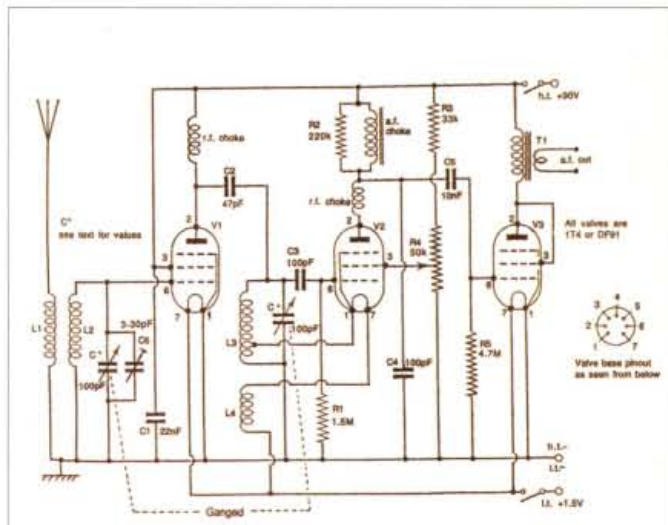 h.t. +90V
R3
33k
R2
220k
a.f.
choke
T1
a.f. out
r.f. choke
C2
47pF
C5
10nF
r.f. choke
C*
see text for values
2
V1
3
6
7
1
C3
100pF
2
V2
3
6
1
7
R4
50k
2
V3
3
6
7
1
All valves are
1T4 or DF91
L1
L2
3-30pF
C*
C6
100pF
L3
C*
100pF
C4
100pF
R5
4.7M
1
2
3
4
5
6
7
Valve base pinout
as seen from below
C1
22nF
L4
R1
1.5M
h.t.-
l.t.-
Ganged
l.t. +1.5V